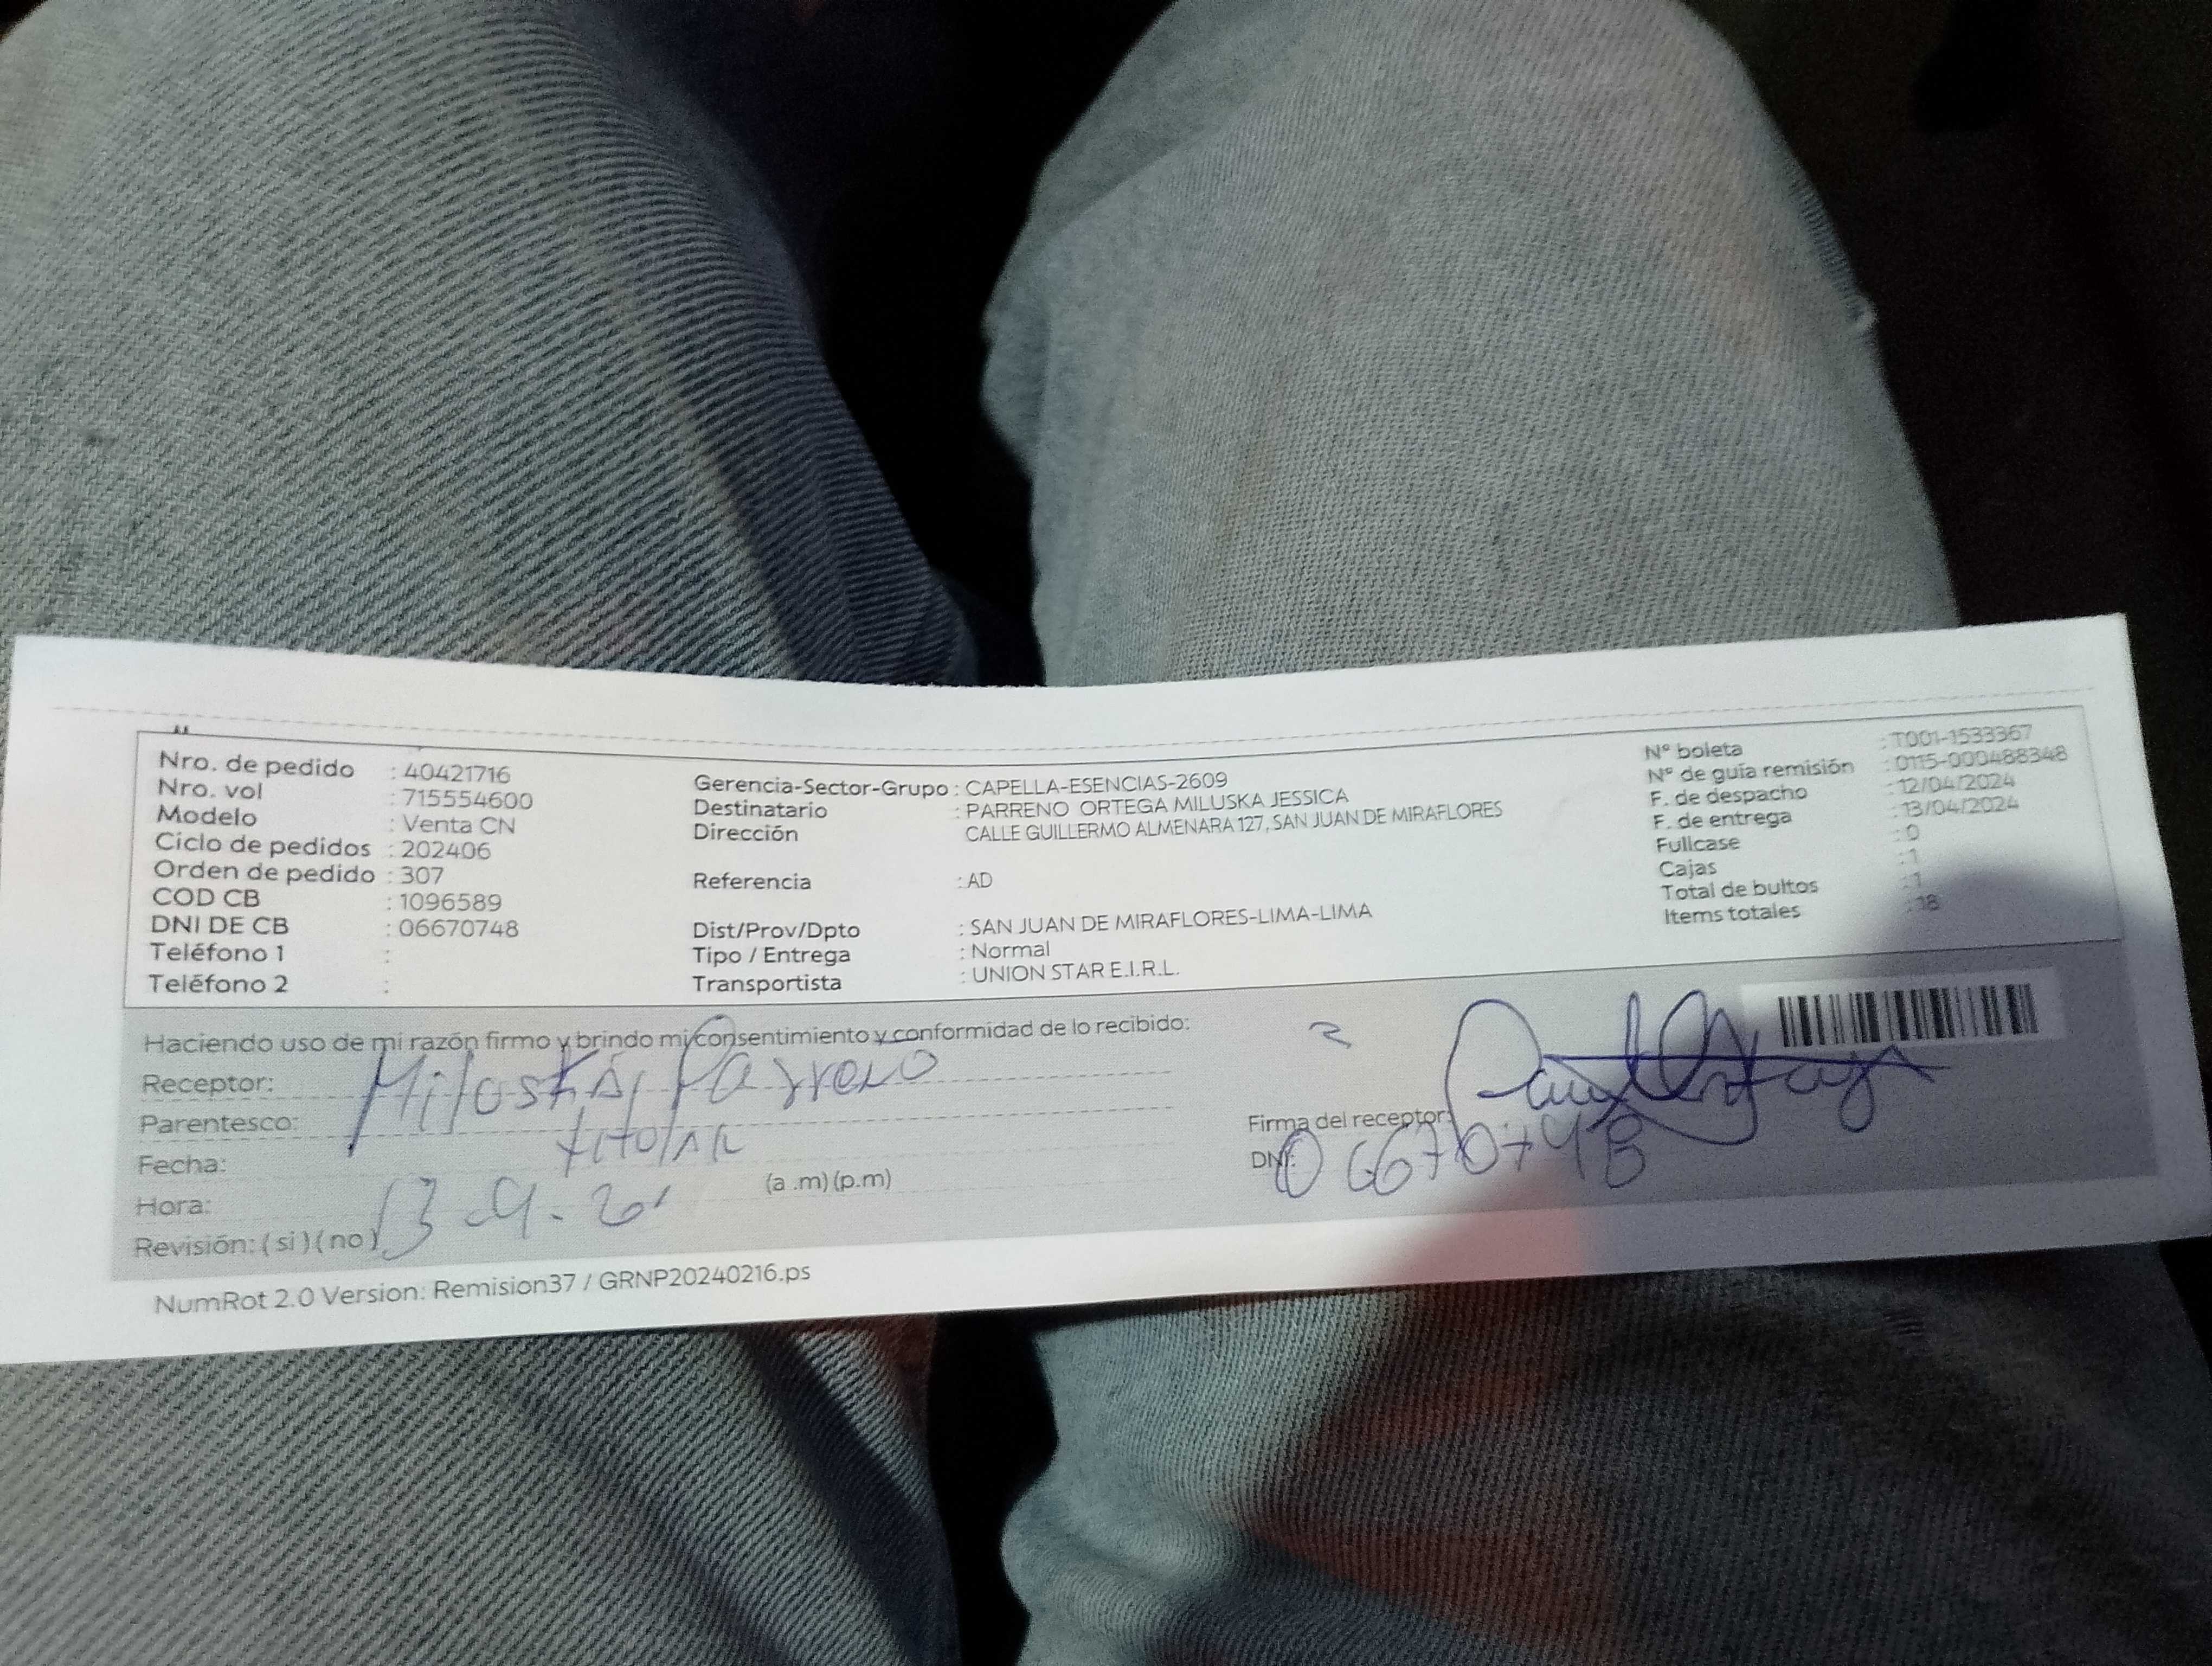 Nro. de pedido : 40421716
Nro. vol : 715554600
Modelo : Venta CN
Ciclo de pedidos : 202406
Orden de pedido : 307
COD CB : 1096589
DNI DE CB : 06670748
Teléfono 1 :
Teléfono 2 :
Gerencia-Sector-Grupo : CAPELLA-ESENCIAS-2609
Destinatario : PARRENO ORTEGA MILUSKA JESSICA
Dirección CALLE GUILLERMO ALMENARA 127, SAN JUAN DE MIRAFLORES
Referencia : AD
Dist/Prov/Dpto : SAN JUAN DE MIRAFLORES-LIMA-LIMA
Tipo / Entrega : Normal
Transportista : UNION STAR E.I.R.L.
N° boleta : T001-1533367
N° de guía remisión : 0115-000488348
F. de despacho : 12/04/2024
F. de entrega : 13/04/2024
Fullcase : 0
Cajas : 1
Total de bultos : 1
Items totales : 18
Haciendo uso de mi razón firmo y brindo mi consentimiento y conformidad de lo recibido:
Receptor: Miluska Parreno
Parentesco: titular
Fecha:
Hora: (a .m) (p.m)
Revisión: ( si ) ( no )
Firma del receptor:
DNI: 06670748
NumRot 2.0 Version: Remision37 / GRNP20240216.ps